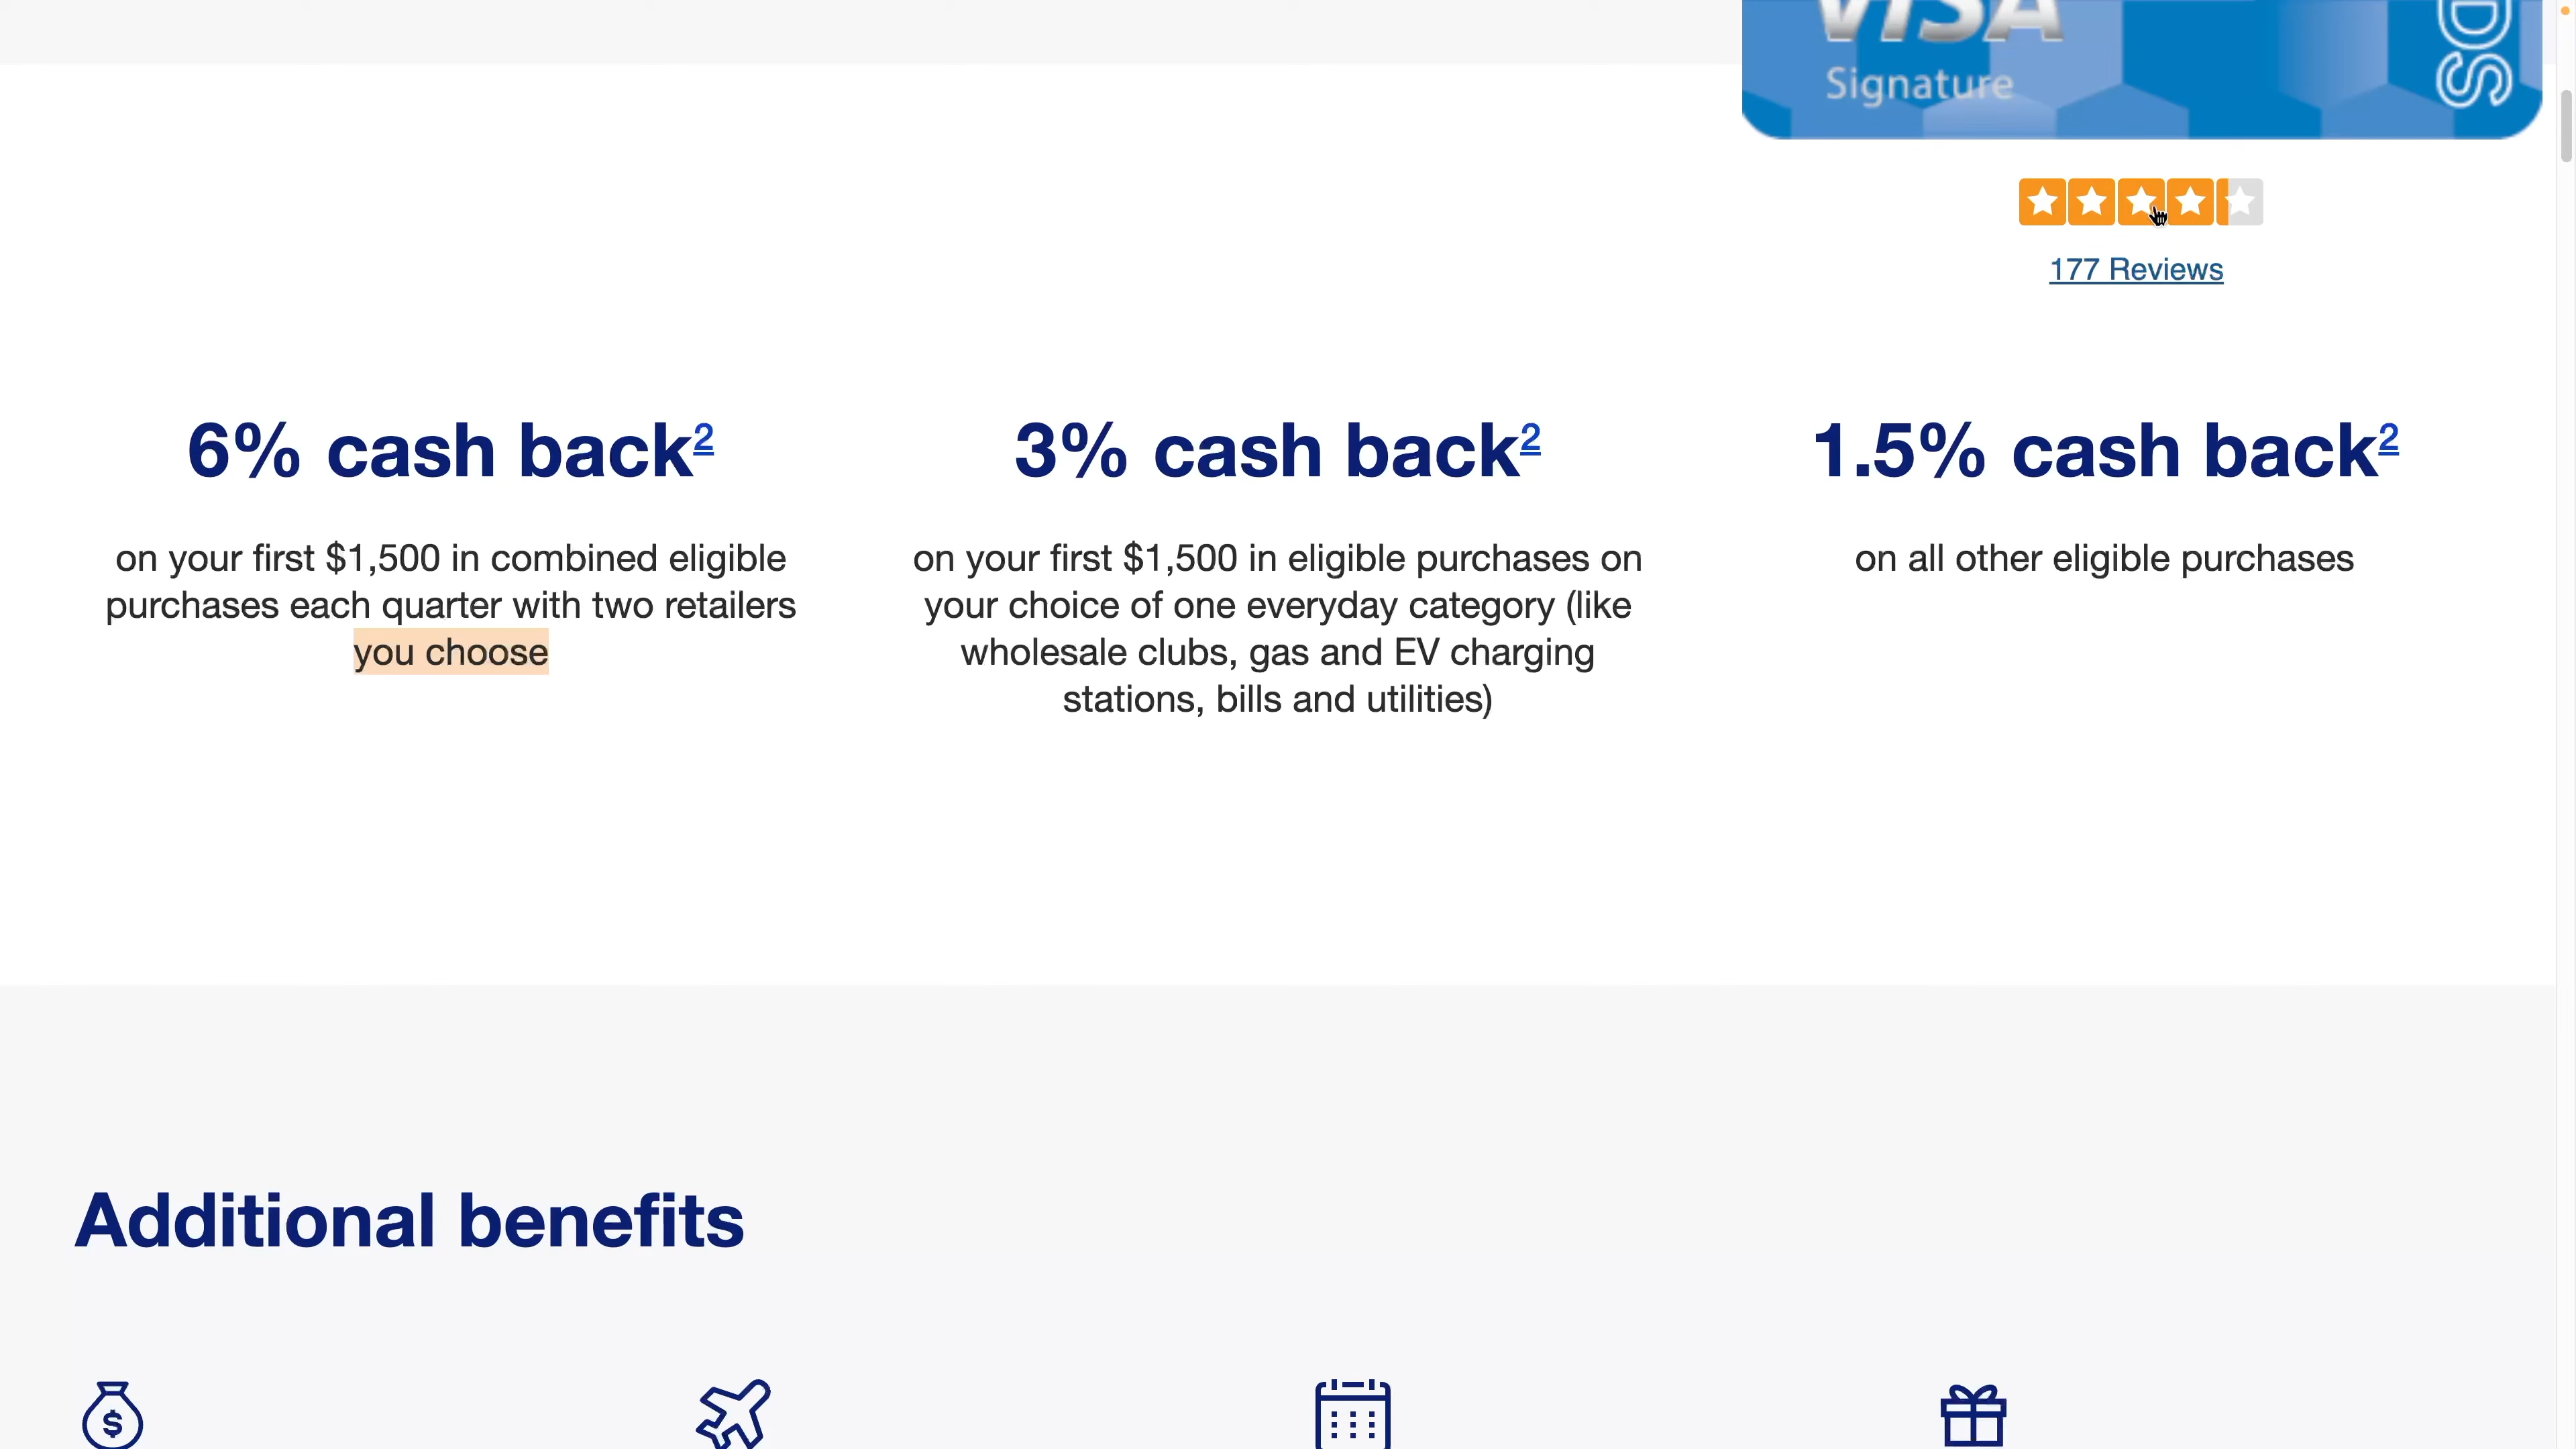 VISA
Signature
177 Reviews
6% cash back2
on your first $1,500 in combined eligible
purchases each quarter with two retailers
you choose
3% cash back2
on your first $1,500 in eligible purchases on
your choice of one everyday category (like
wholesale clubs, gas and EV charging
stations, bills and utilities)
1.5% cash back2
on all other eligible purchases
Additional benefits
$